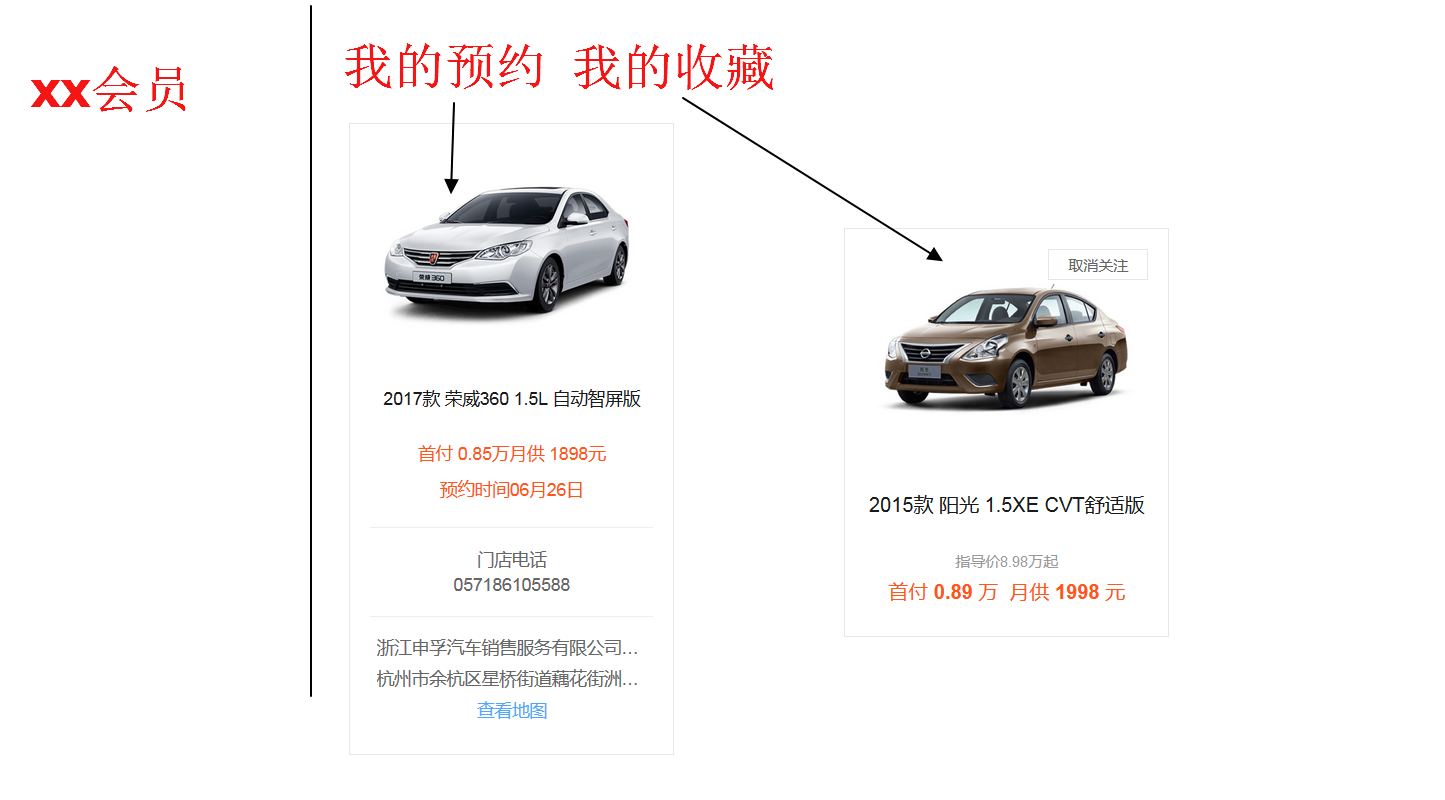 xx会员
我的预约 我的收藏
荣威360
2017款 荣威360 1.5L 自动智屏版
首付 0.85万月供 1898元
预约时间06月26日
门店电话
057186105588
浙江申孚汽车销售服务有限公司...
杭州市余杭区星桥街道藕花街洲...
查看地图
取消关注
2015款 阳光 1.5XE CVT舒适版
指导价8.98万起
首付 0.89 万 月供 1998 元